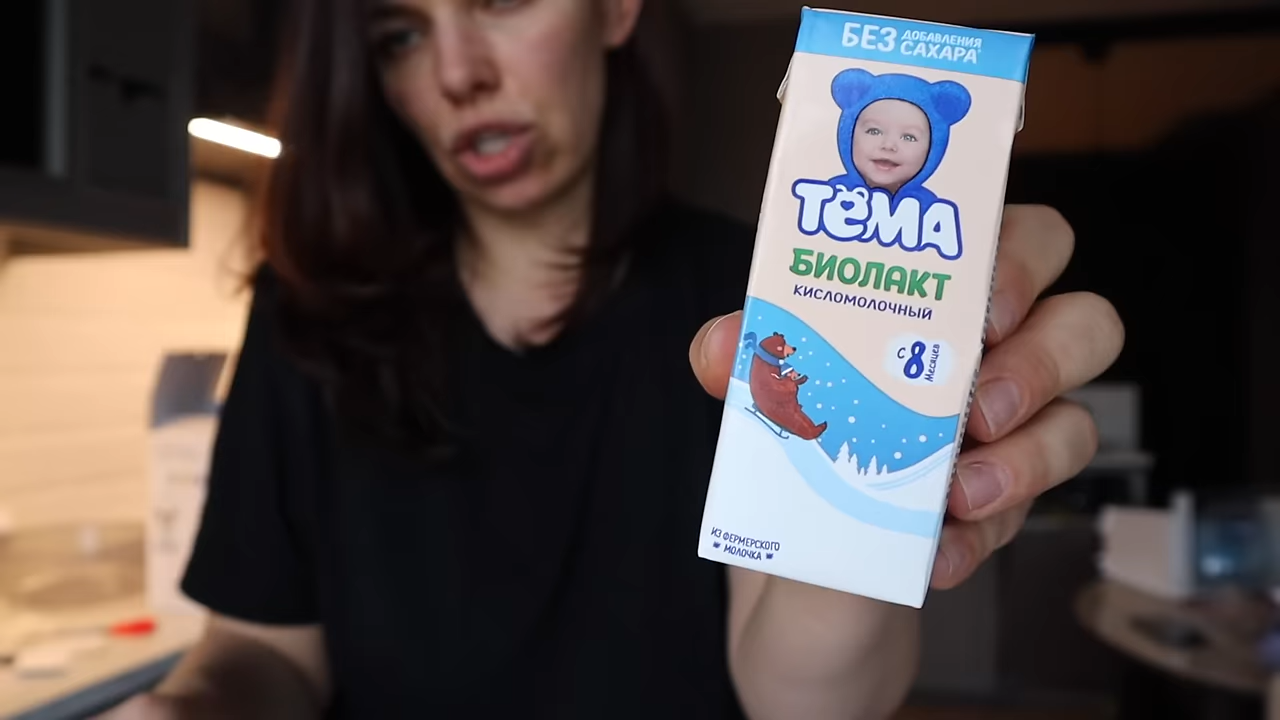 БЕЗ ДОБАВЛЕНИЯ
САХАРА*
ТЁМА
БИОЛАКТ
КИСЛОМОЛОЧНЫЙ
С 8 Месяцев
ИЗ ФЕРМЕРСКОГО
МОЛОЧКА